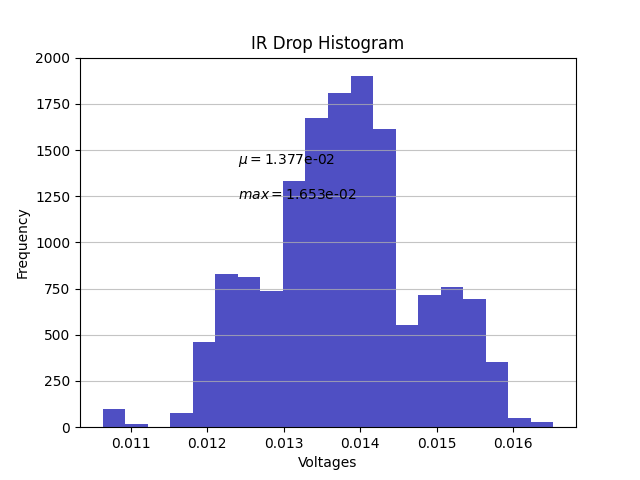 IR Drop Histogram
2000
1750
1500
1250
1000
750
500
250
0
Frequency
μ = 1.377e-02
max = 1.653e-02
0.011 0.012 0.013 0.014 0.015 0.016
Voltages